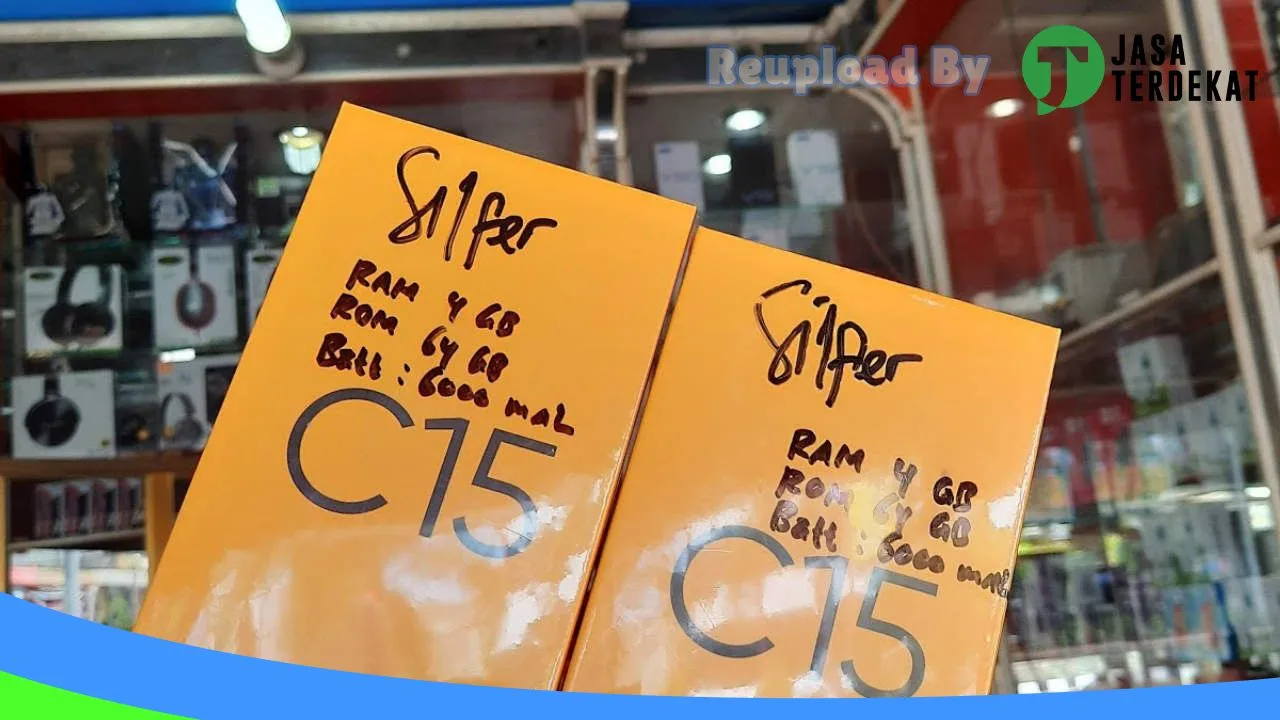 Reupload By
JASA
TERDEKAT
Silfer
RAM 4 GB
ROM 64 GB
Batt : 6000 mAh
C15
Silfer
RAM 4 GB
ROM 64 GB
Batt : 6000 mAh
C15